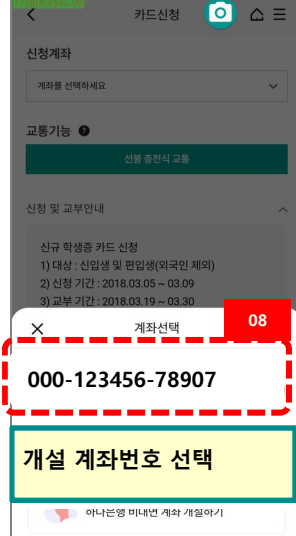 카드신청
신청계좌
계좌를 선택하세요
교통기능 ?
선불 충전식 교통
신청 및 교부안내
신규 학생증 카드 신청
1) 대상 : 신입생 및 편입생(외국인 제외)
2) 신청 기간 : 2018.03.05 ~ 03.09
3) 교부 기간 : 2018.03.19 ~ 03.30
계좌선택
08
000-123456-78907
개설 계좌번호 선택
하나은행 비대면 계좌 개설하기